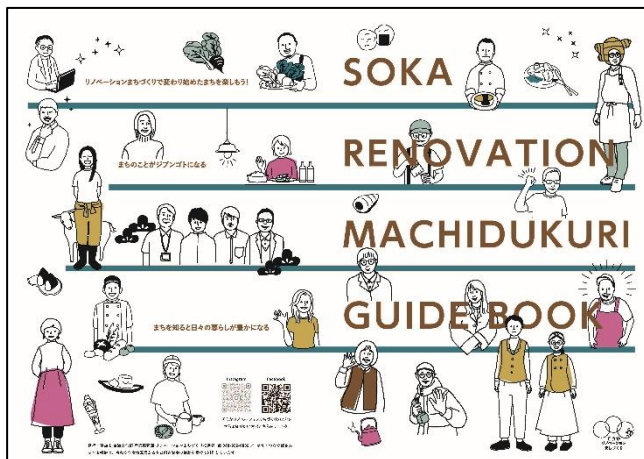 リノベーションまちづくりで変わり始めたまちを楽しもう!
SOKA
まちのことがジブンゴトになる
RENOVATION
MACHIDUKURI
まちを知ると日々の暮らしが豊かになる
GUIDE BOOK
Instagram
Facebook